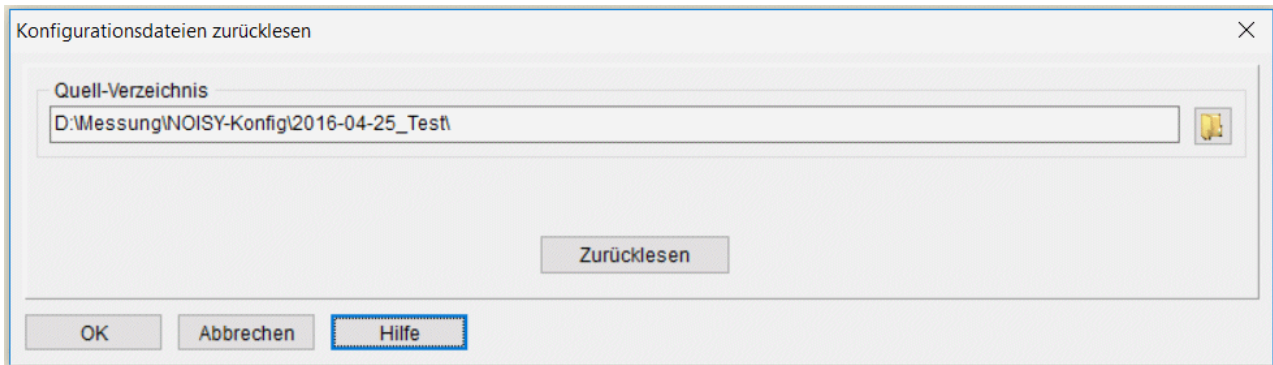 Konfigurationsdateien zurücklesen
Quell-Verzeichnis
D:\Messung\NOISY-Konfig\2016-04-25_Test\
Zurücklesen
OK Abbrechen Hilfe